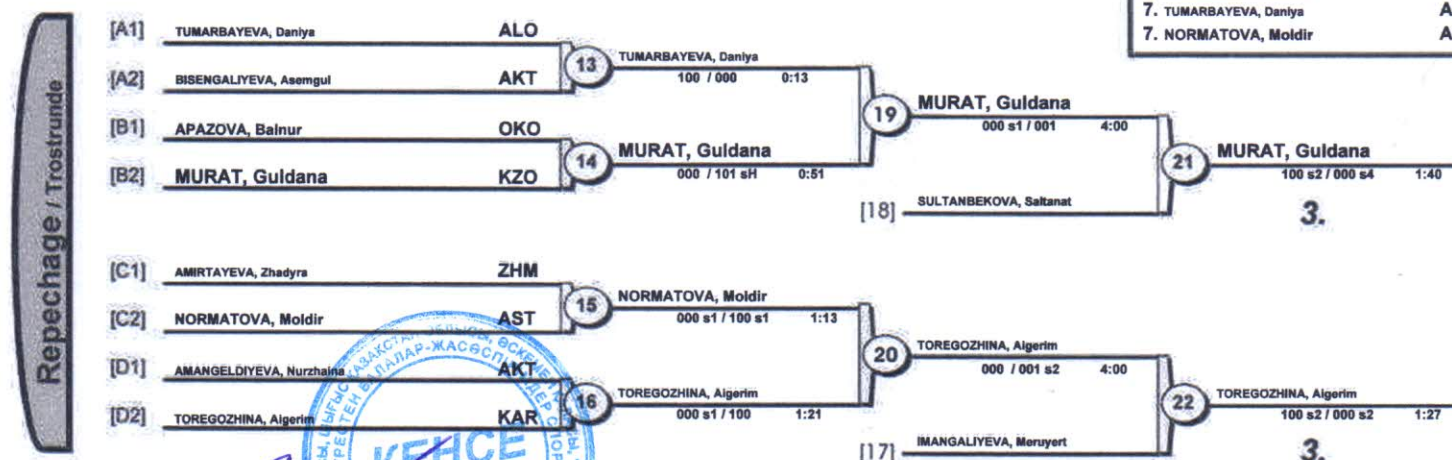 7. TUMARBAYEVA, Daniya A
7. NORMATOVA, Moldir A
Repechage / Trostrunde
[A1] TUMARBAYEVA, Daniya ALO
[A2] BISENGALIYEVA, Asemgul AKT
13 TUMARBAYEVA, Daniya
100 / 000 0:13
[B1] APAZOVA, Bainur OKO
[B2] MURAT, Guldana KZO
14 MURAT, Guldana
000 / 101 sH 0:51
19 MURAT, Guldana
000 s1 / 001 4:00
[18] SULTANBEKOVA, Saltanat
21 MURAT, Guldana
100 s2 / 000 s4 1:40
3.
[C1] AMIRTAYEVA, Zhadyra ZHM
[C2] NORMATOVA, Moldir AST
15 NORMATOVA, Moldir
000 s1 / 100 s1 1:13
[D1] AMANGELDIYEVA, Nurzhaina AKT
[D2] TOREGOZHINA, Aigerim KAR
16 TOREGOZHINA, Aigerim
000 s1 / 100 1:21
20 TOREGOZHINA, Aigerim
000 / 001 s2 4:00
[17] IMANGALIYEVA, Meruyert
22 TOREGOZHINA, Aigerim
100 s2 / 000 s2 1:27
3.
КЕҢСЕ